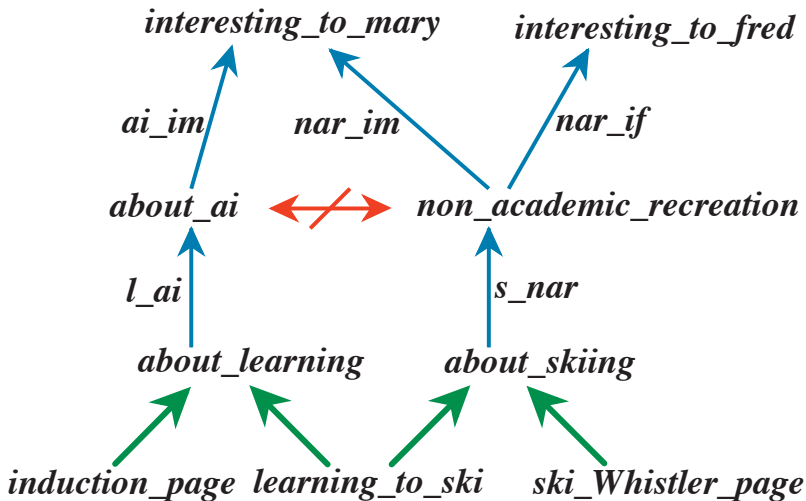 interesting_to_mary interesting_to_fred
ai_im nar_im nar_if
about_ai non_academic_recreation
l_ai s_nar
about_learning about_skiing
induction_page learning_to_ski ski_Whistler_page